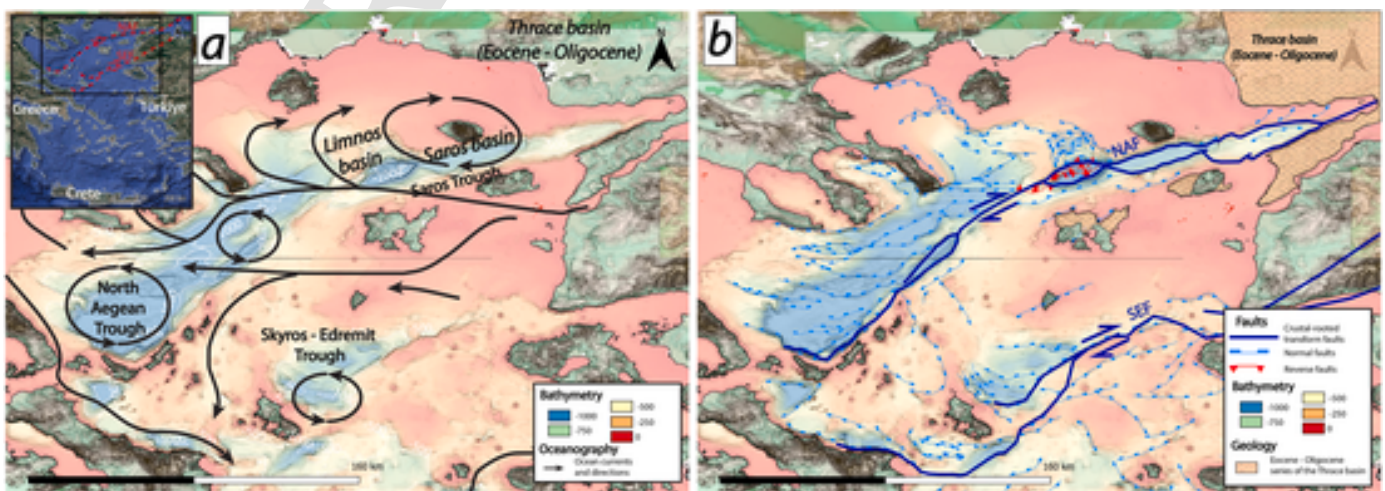 a
Thrace basin
(Eocene - Oligocene)
N
Greece
Türkiye
Crete
Limnos
basin
Saros basin
Saros Trough
North
Aegean
Trough
Skyros - Edremit
Trough
Bathymetry
-1000
-500
-750
-250
0
Oceanography
Ocean currents
and directions
160 km
b
Thrace basin
(Eocene - Oligocene)
NAF
SEF
Faults
Crustal-rooted
transform faults
Normal faults
Reverse faults
Bathymetry
-1000
-500
-750
-250
0
Geology
Eocene - Oligocene
series of the Thrace basin
160 km